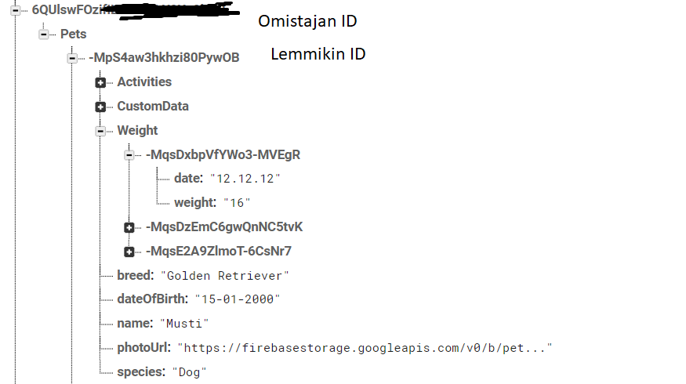 6QUlswFOzif
Omistajan ID
Pets
-MpS4aw3hkhzi80PywOB
Lemmikin ID
Activities
CustomData
Weight
-MqsDxbpVfYWo3-MVEgR
date: "12.12.12"
weight: "16"
-MqsDzEmC6gwQnNC5tvK
-MqsE2A9ZlmoT-6CsNr7
breed: "Golden Retriever"
dateOfBirth: "15-01-2000"
name: "Musti"
photoUrl: "https://firebasestorage.googleapis.com/v0/b/pet..."
species: "Dog"